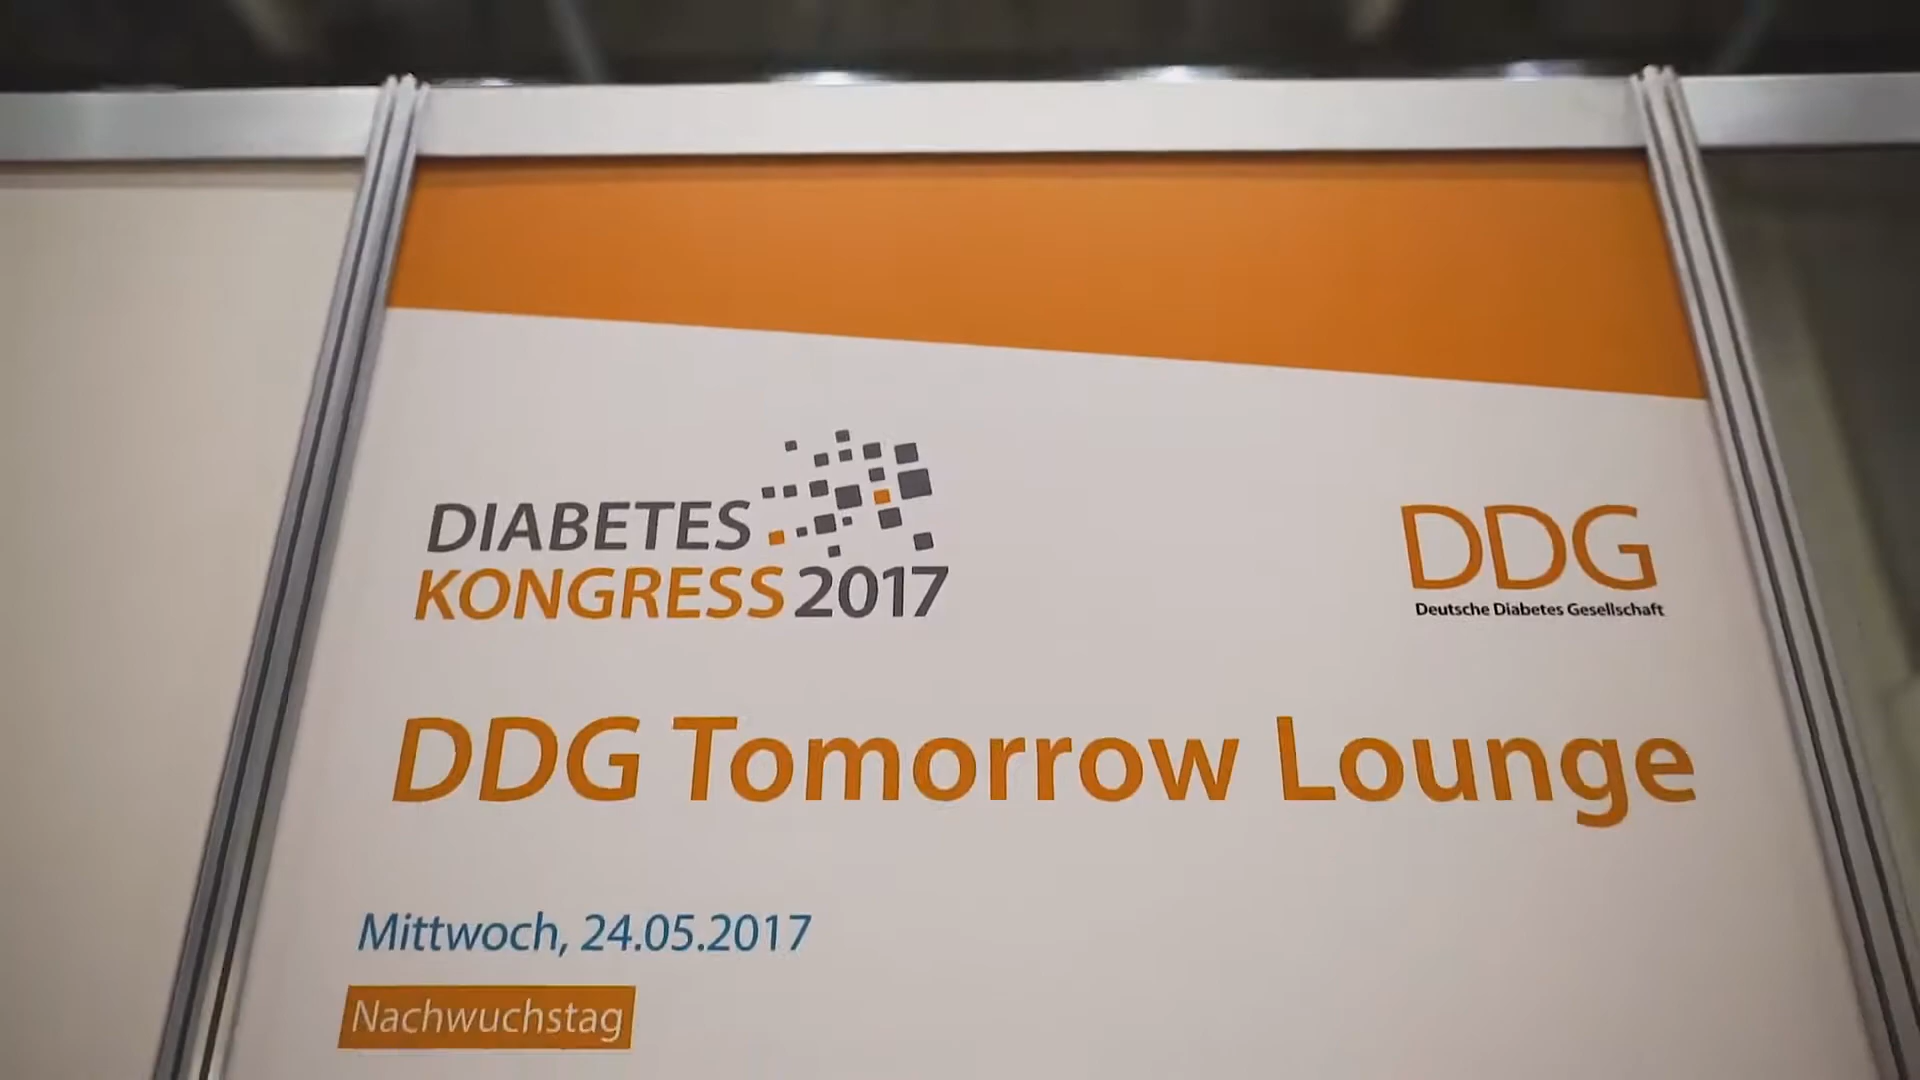 DIABETES
KONGRESS 2017
DDG
Deutsche Diabetes Gesellschaft
DDG Tomorrow Lounge
Mittwoch, 24.05.2017
Nachwuchstag